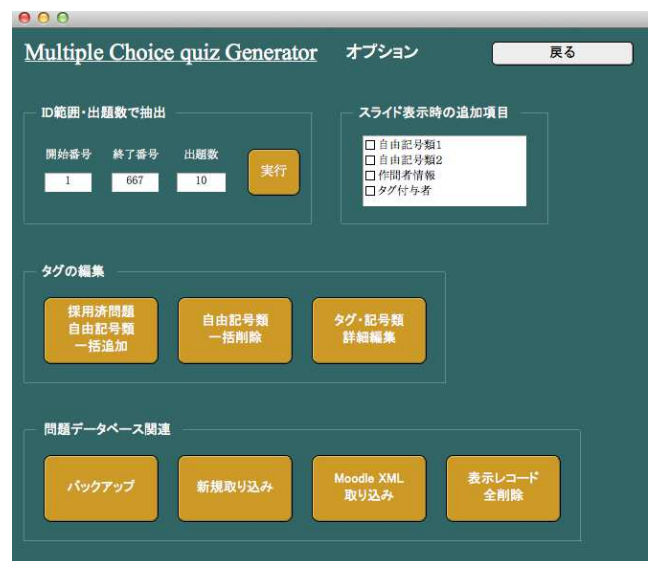 Multiple Choice quiz Generator オプション 戻る
ID範囲・出題数で抽出
開始番号 終了番号 出題数
1 667 10
実行
スライド表示時の追加項目
自由記号類1
自由記号類2
作問者情報
タグ付与者
タグの編集
採用済問題
自由記号類
一括追加
自由記号類
一括削除
タグ・記号類
詳細編集
問題データベース関連
バックアップ
新規取り込み
Moodle XML
取り込み
表示レコード
全削除